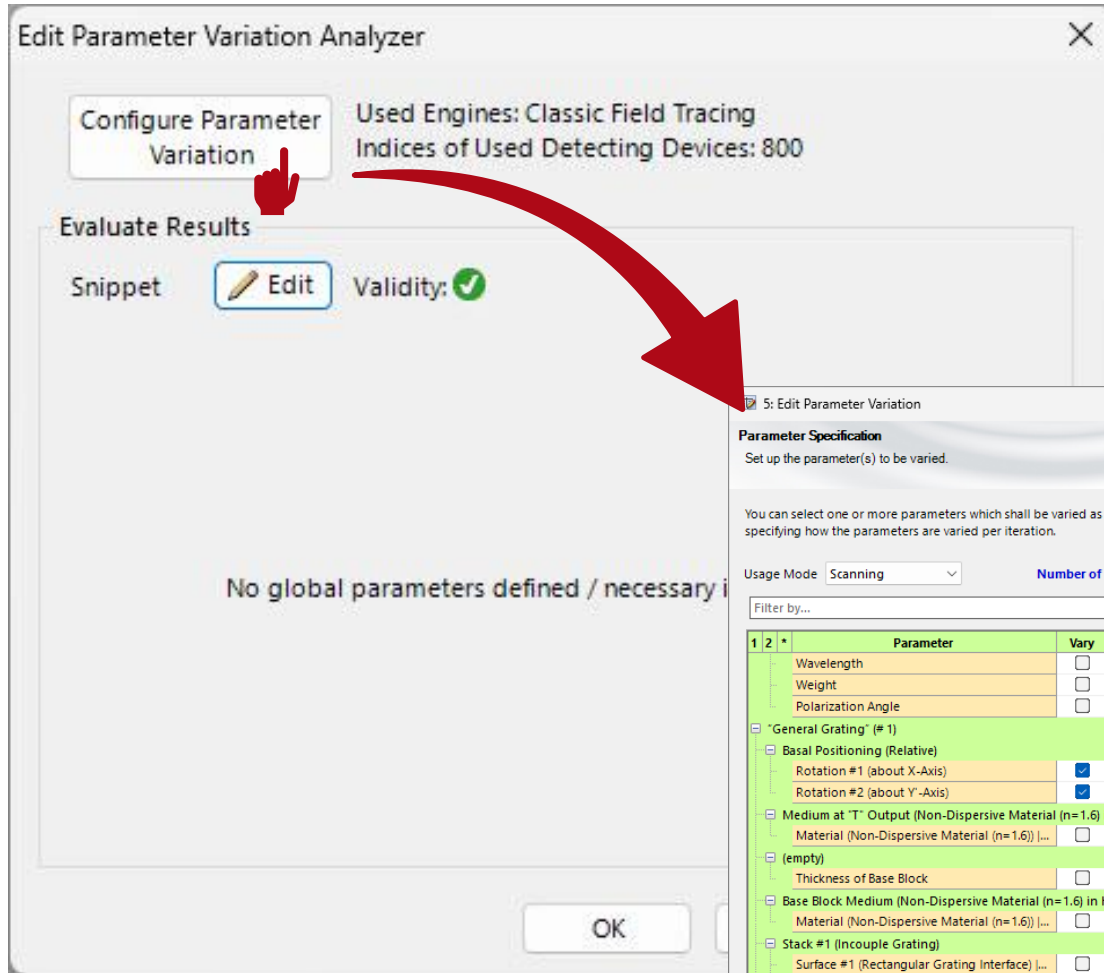 Edit Parameter Variation Analyzer
Configure Parameter
Variation
Used Engines: Classic Field Tracing
Indices of Used Detecting Devices: 800
Evaluate Results
Snippet
Edit
Validity:
No global parameters defined / necessary i
5: Edit Parameter Variation
Parameter Specification
Set up the parameter(s) to be varied.
You can select one or more parameters which shall be varied as
specifying how the parameters are varied per iteration.
Usage Mode Scanning
Number of
Filter by...
1 2 * Parameter Vary
Wavelength
Weight
Polarization Angle
"General Grating" (# 1)
Basal Positioning (Relative)
Rotation #1 (about X-Axis)
Rotation #2 (about Y'-Axis)
Medium at "T" Output (Non-Dispersive Material (n=1.6)
Material (Non-Dispersive Material (n=1.6)) |...
(empty)
Thickness of Base Block
Base Block Medium (Non-Dispersive Material (n=1.6) in
Material (Non-Dispersive Material (n=1.6)) |...
Stack #1 (Incouple Grating)
Surface #1 (Rectangular Grating Interface) |...
OK